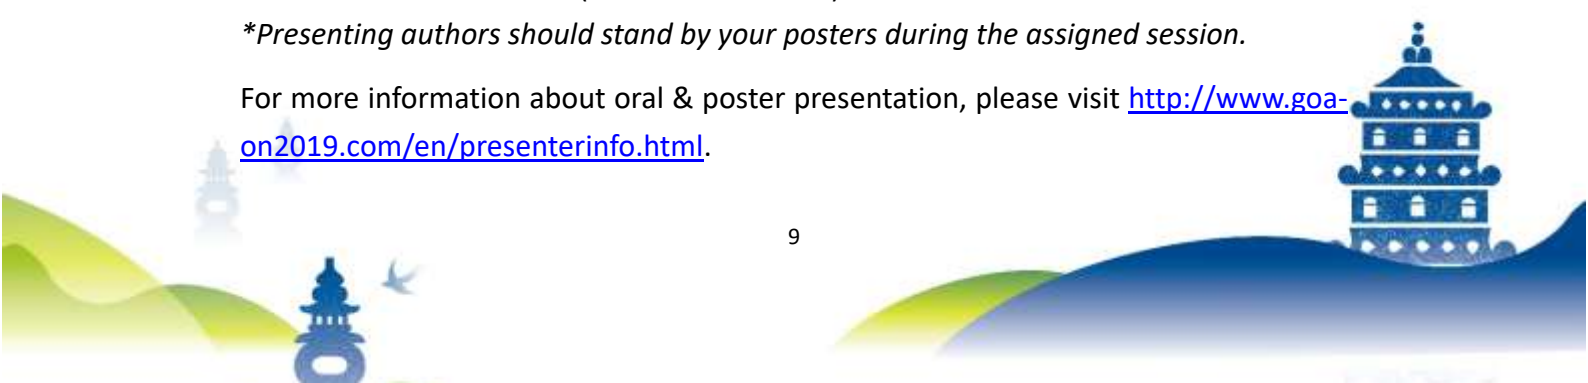 *Presenting authors should stand by your posters during the assigned session.
For more information about oral & poster presentation, please visit http://www.goa-
on2019.com/en/presenterinfo.html.
9